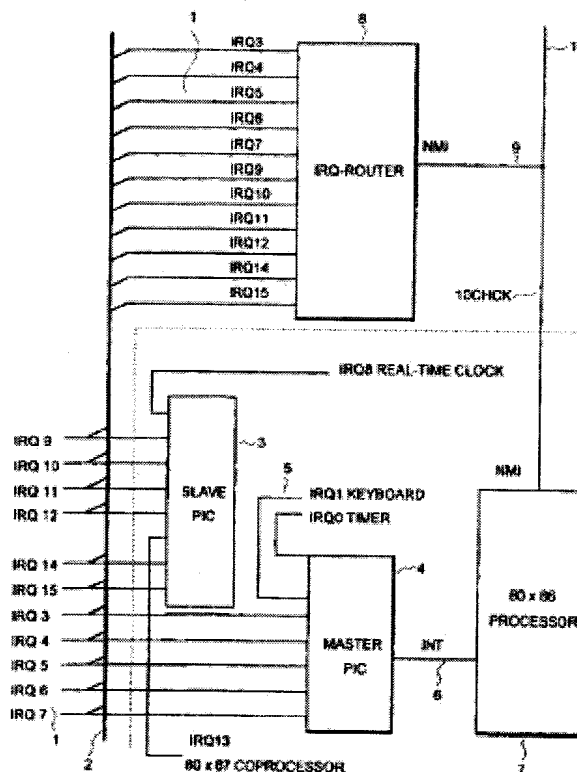 1
8
1
IRQ3
IRQ4
IRQ5
IRQ6
IRQ7
IRQ9
IRQ10
IRQ11
IRQ12
IRQ14
IRQ15
IRQ-ROUTER
NMI
9
10CHCK
IRQ8 REAL-TIME CLOCK
3
IRQ 9
IRQ 10
IRQ 11
IRQ 12
IRQ 14
IRQ 15
IRQ 3
IRQ 4
IRQ 5
IRQ 6
IRQ 7
SLAVE
PIC
5
IRQ1 KEYBOARD
IRQ0 TIMER
4
MASTER
PIC
INT
6
NMI
80 x 86
PROCESSOR
7
1
2
IRQ13
80 x 87 COPROCESSOR